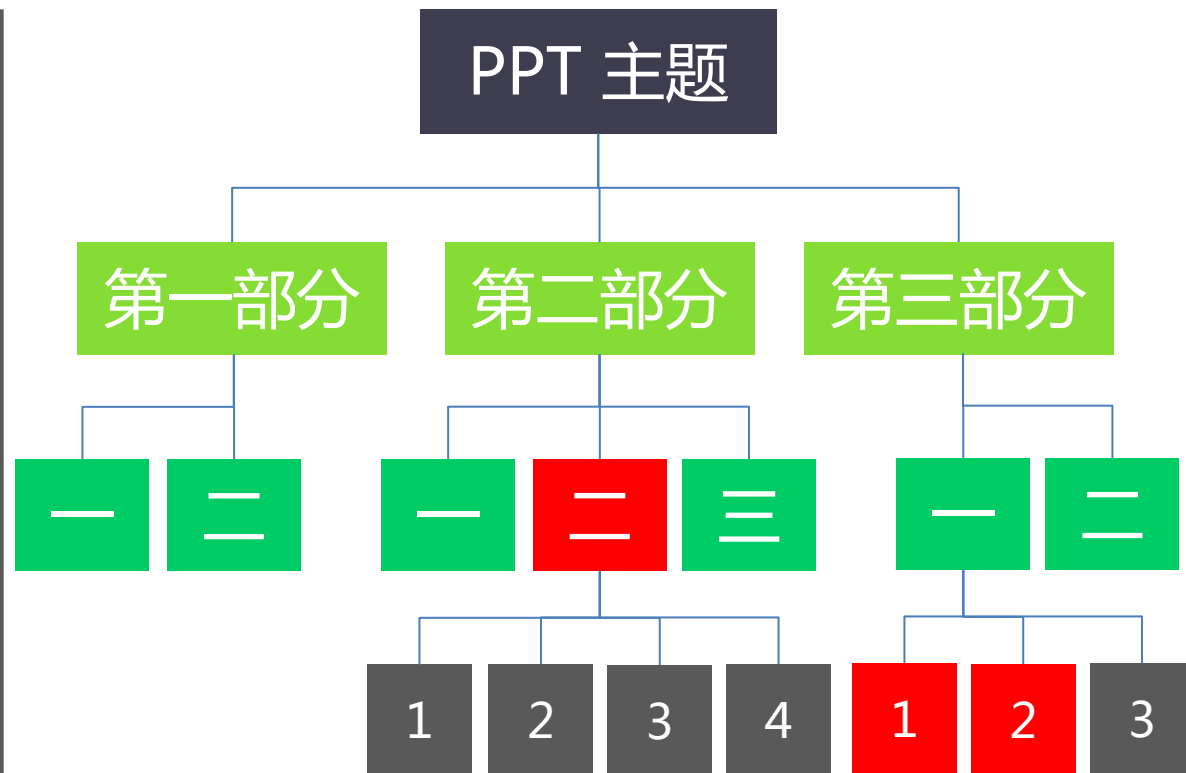 PPT 主题
第一部分 第二部分 第三部分
一 二 一 二 三 一 二
1 2 3 4 1 2 3